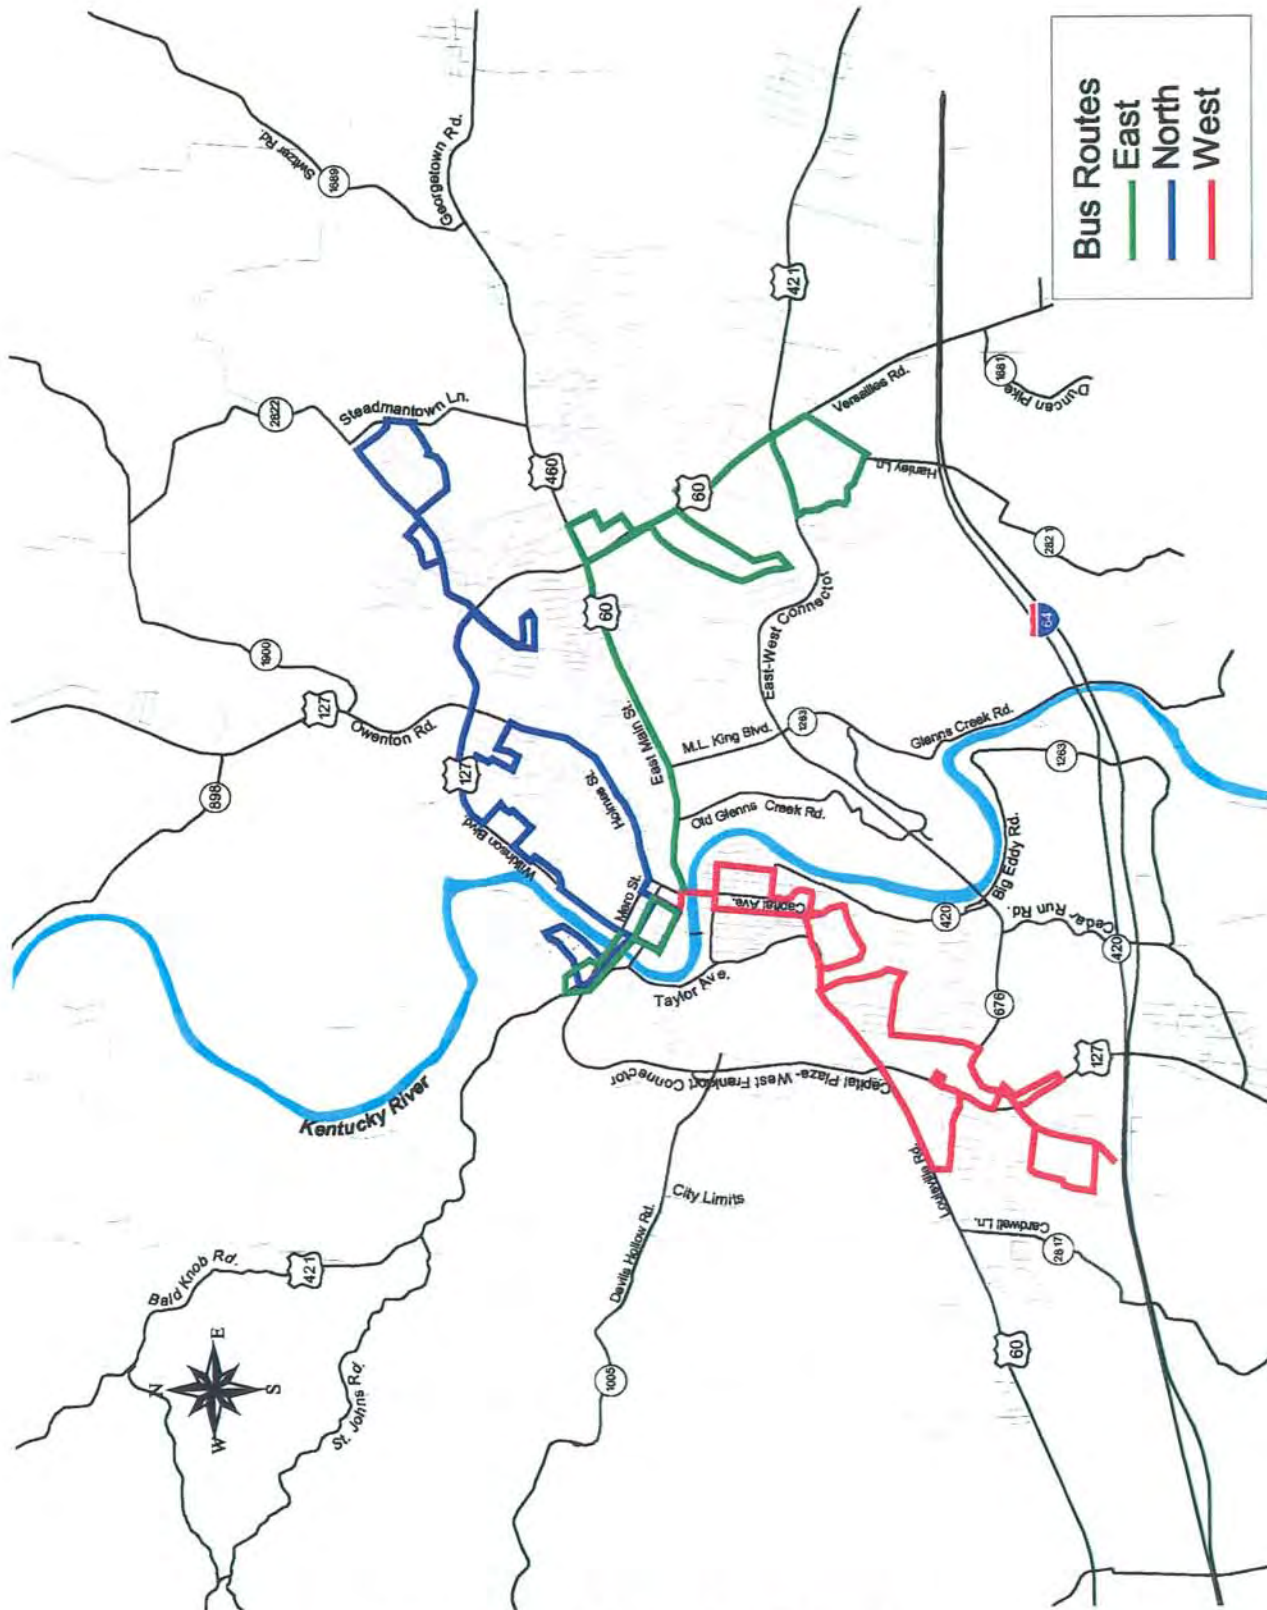 Bus Routes
East
North
West
Switzer Rd.
1689
Georgetown Rd.
421
Versailles Rd.
1681
Duncan Pike
2822
Steadmantown Ln.
460
60
Hanley Ln.
2821
64
1900
127
Owenton Rd.
60
East-West Connector
898
127
Holmes St.
East Main St.
M.L. King Blvd.
1263
Glenns Creek Rd.
1263
Wilkinson Blvd.
Old Glenns Creek Rd.
Big Eddy Rd.
Mero St.
Capital Ave.
420
Cedar Run Rd.
420
Taylor Ave.
676
127
Kentucky River
Capital Plaza- West Frankfort Connector
Louisville Rd.
City Limits
Devils Hollow Rd.
Cardwell Ln.
2817
421
Bald Knob Rd.
60
1005
St. Johns Rd.
N
E
S
W